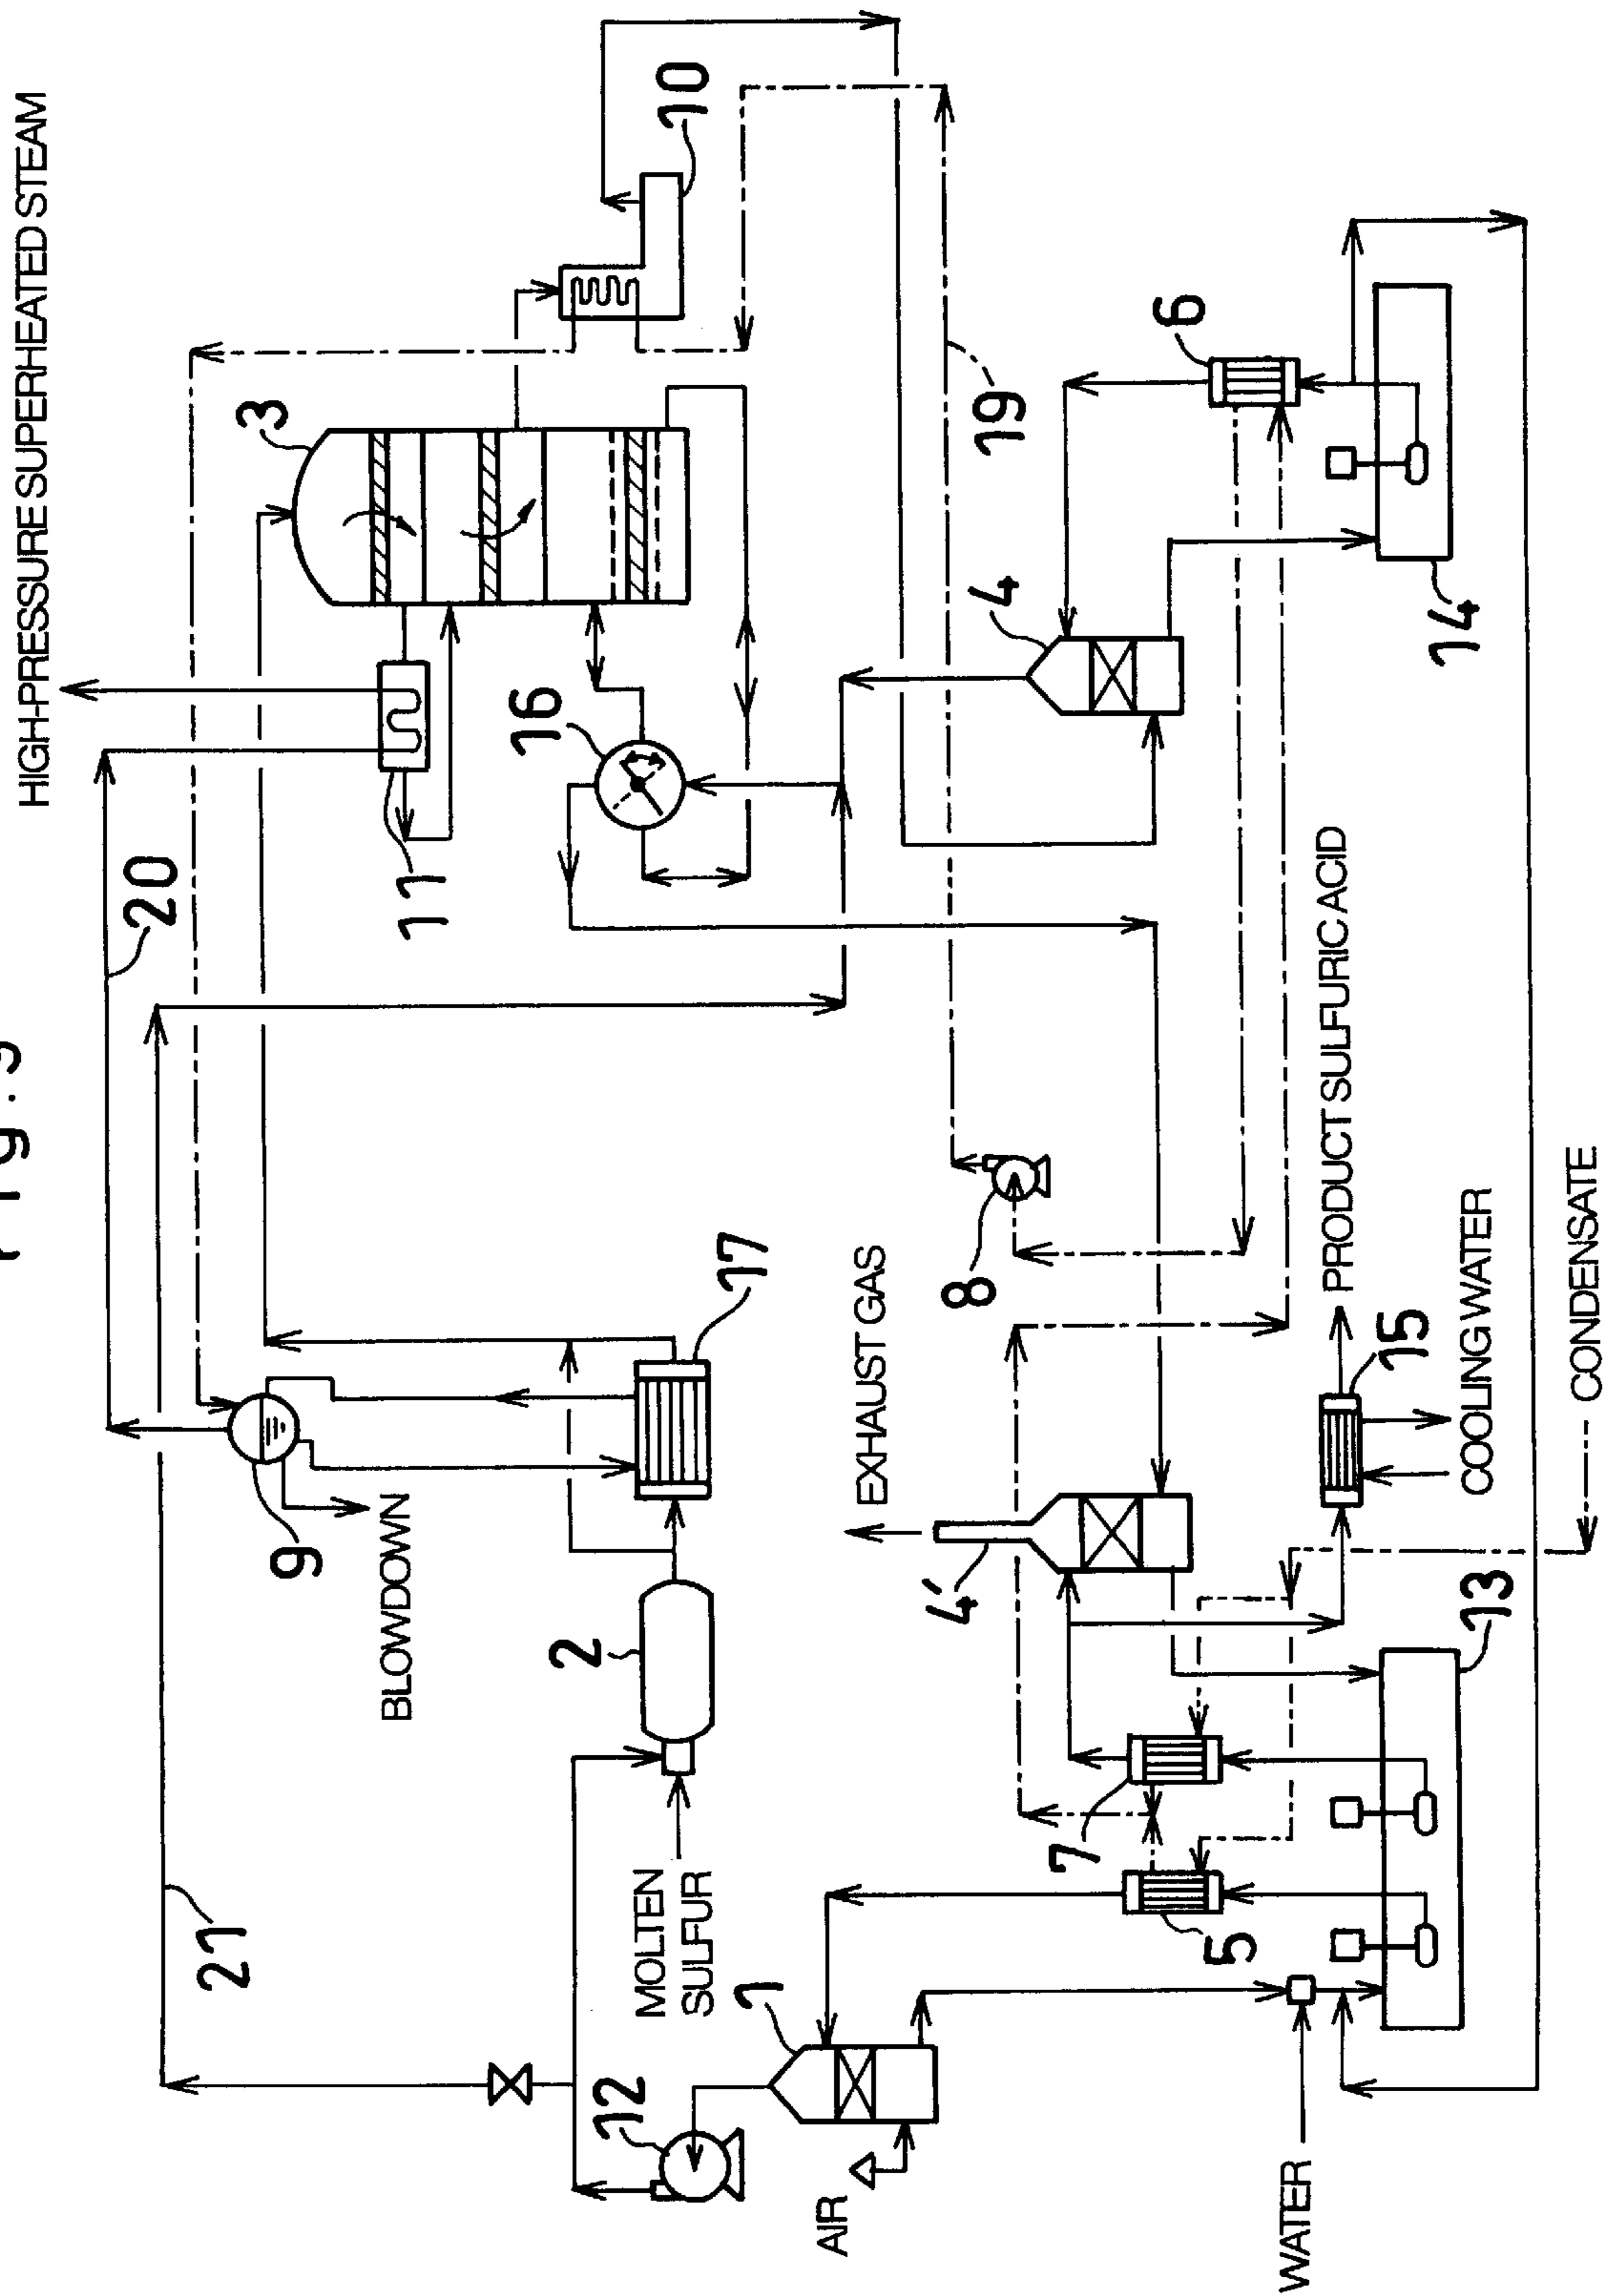 HIGH-PRESSURE SUPERHEATED STEAM
20
3
10
11
16
19
6
4
14
21
9
BLOWDOWN
17
2
MOLTEN
SULFUR
12
1
AIR
EXHAUST GAS
8
4'
7
5
PRODUCT SULFURIC ACID
15
COOLING WATER
CONDENSATE
13
WATER